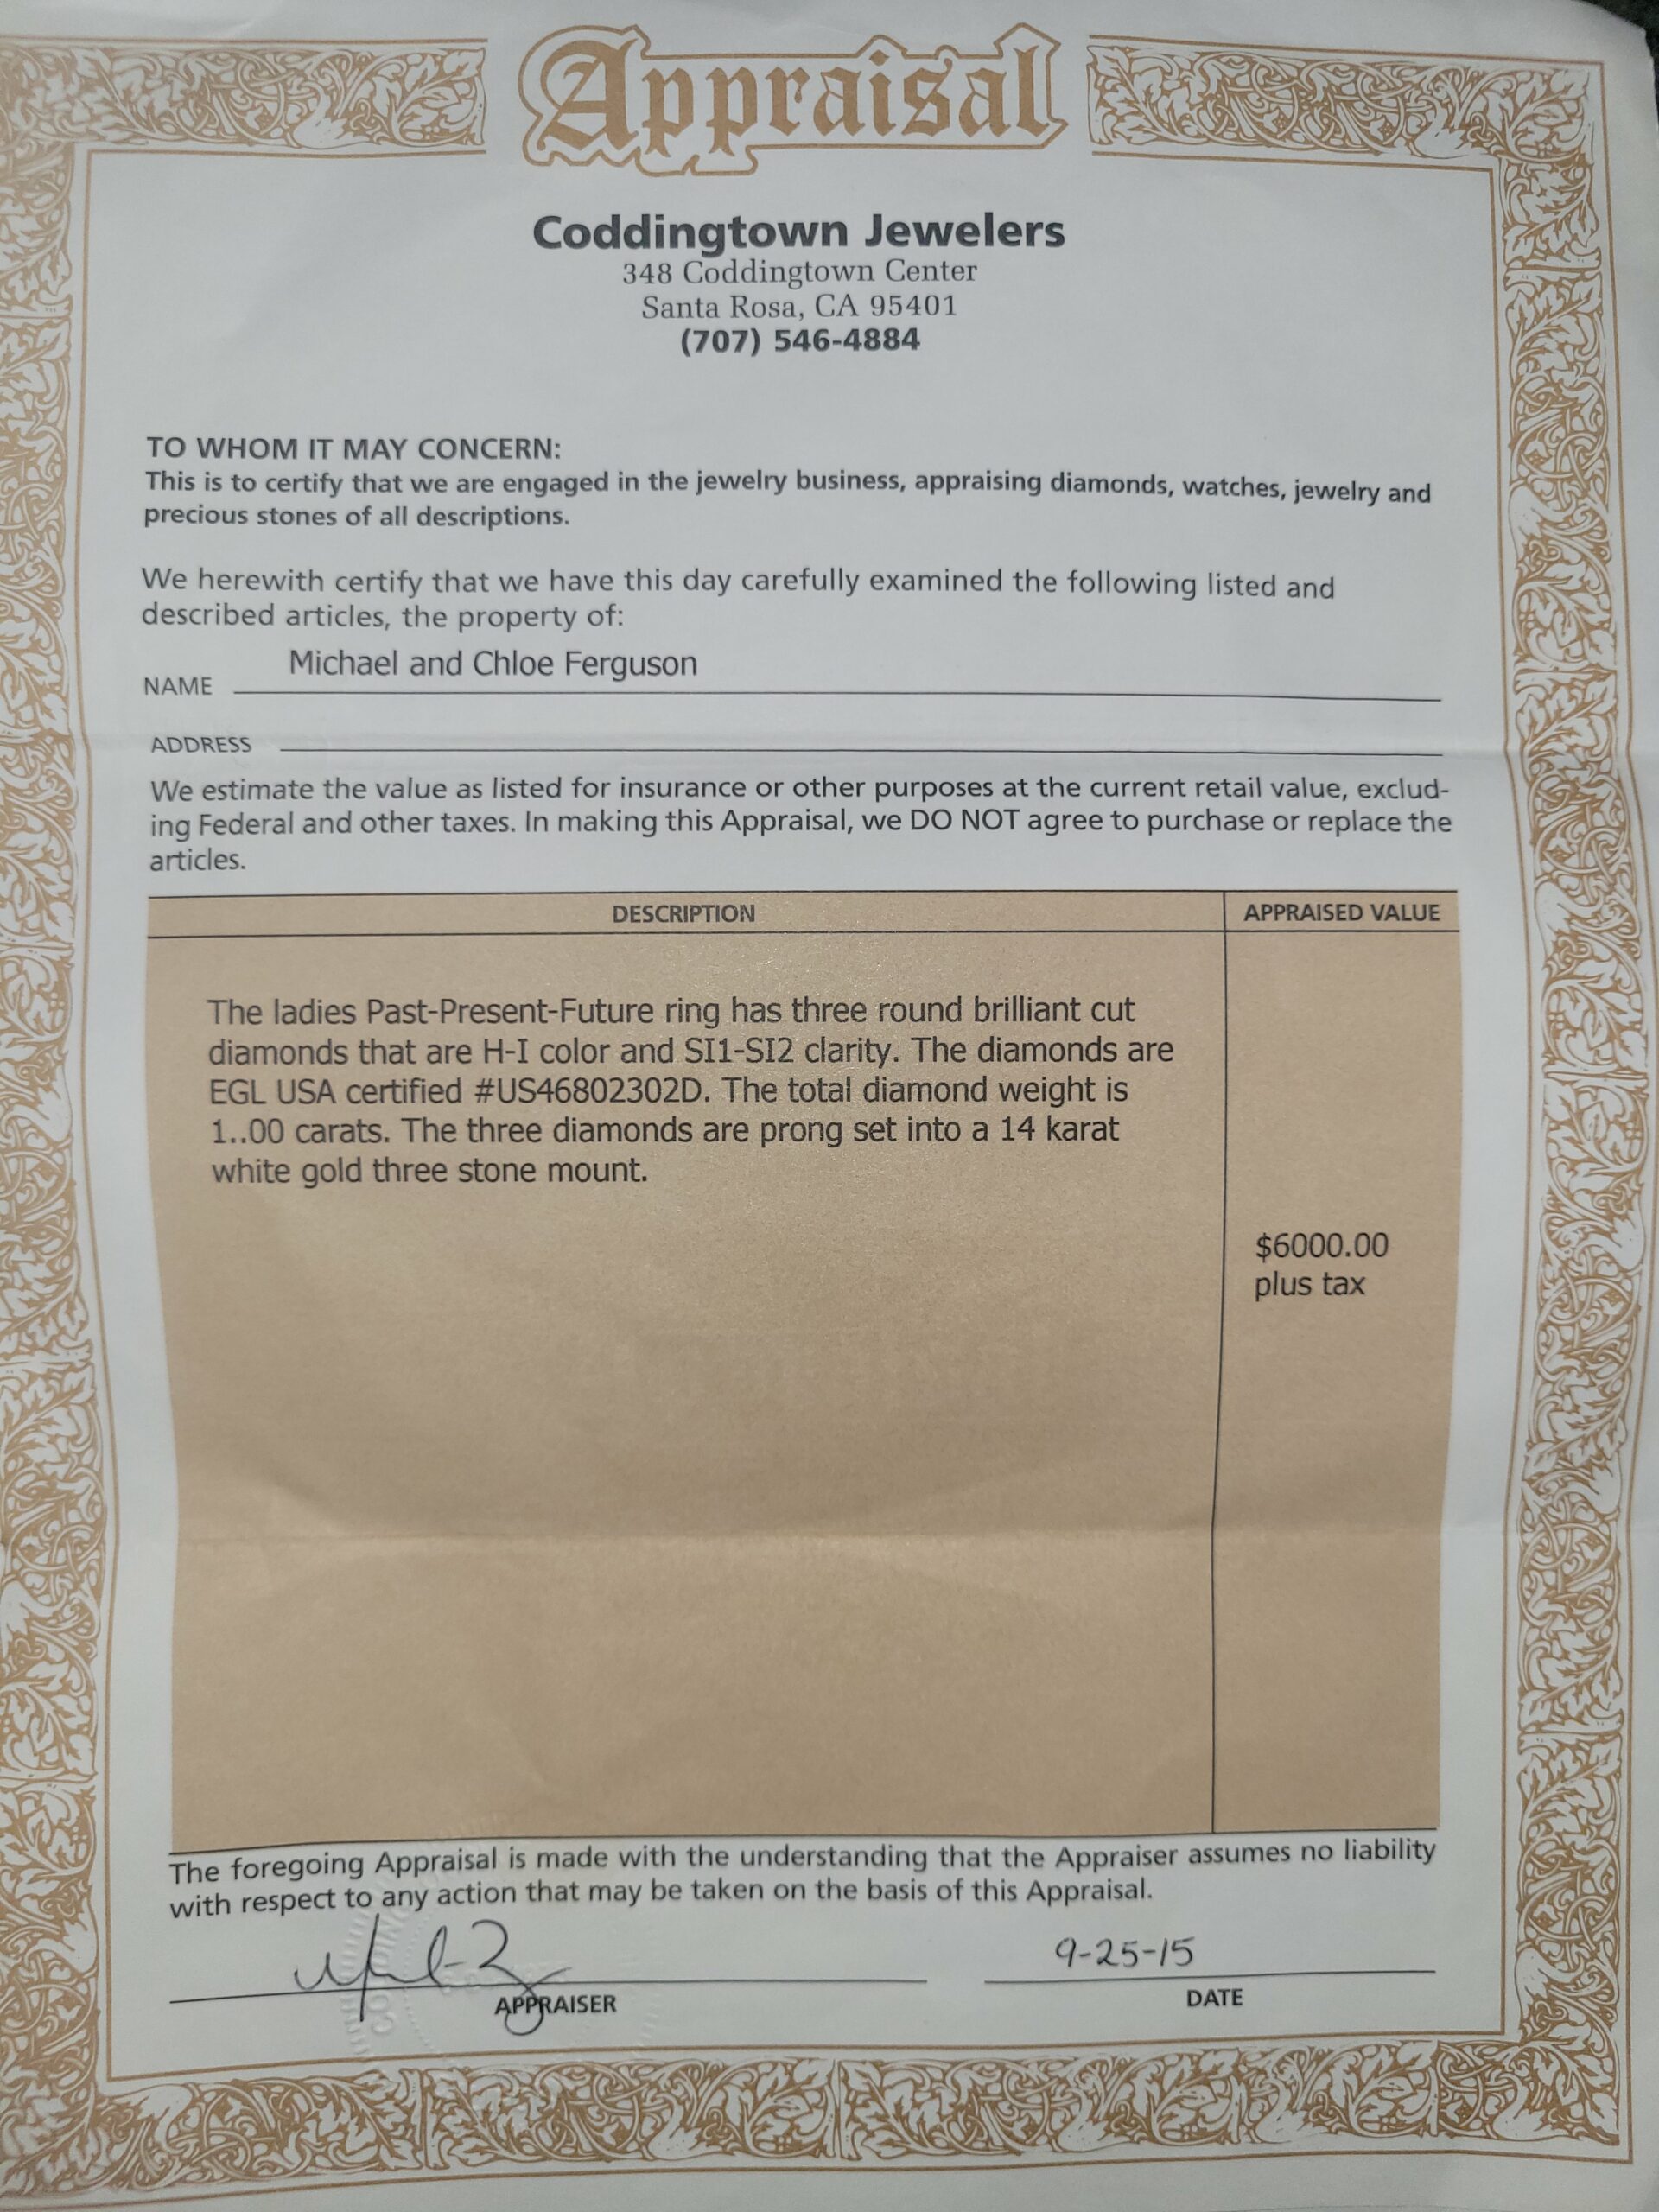 Appraisal
Coddingtown Jewelers
348 Coddingtown Center
Santa Rosa, CA 95401
(707) 546-4884
TO WHOM IT MAY CONCERN:
This is to certify that we are engaged in the jewelry business, appraising diamonds, watches, jewelry and
precious stones of all descriptions.
We herewith certify that we have this day carefully examined the following listed and
described articles, the property of:
NAME Michael and Chloe Ferguson
ADDRESS
We estimate the value as listed for insurance or other purposes at the current retail value, exclud-
ing Federal and other taxes. In making this Appraisal, we DO NOT agree to purchase or replace the
articles.
DESCRIPTION APPRAISED VALUE
The ladies Past-Present-Future ring has three round brilliant cut
diamonds that are H-I color and SI1-SI2 clarity. The diamonds are
EGL USA certified #US46802302D. The total diamond weight is
1..00 carats. The three diamonds are prong set into a 14 karat
white gold three stone mount.
$6000.00
plus tax
The foregoing Appraisal is made with the understanding that the Appraiser assumes no liability
with respect to any action that may be taken on the basis of this Appraisal.
9-25-15
APPRAISER DATE